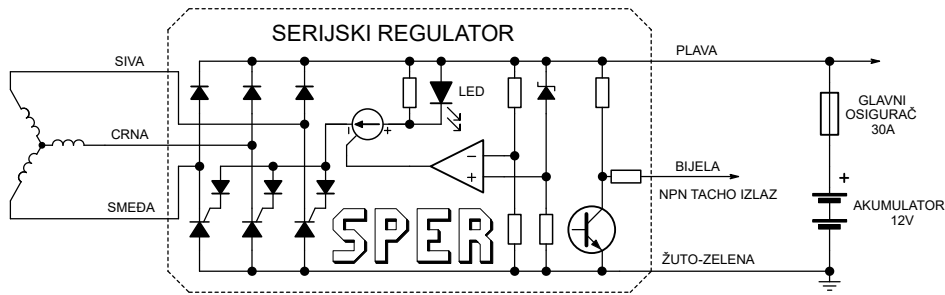 SERIJSKI REGULATOR
SIVA
PLAVA
LED
GLAVNI
OSIGURAČ
30A
CRNA
- +
-
+
BIJELA
NPN TACHO IZLAZ
+
SMEĐA
SPER
AKUMULATOR
12V
ŽUTO-ZELENA